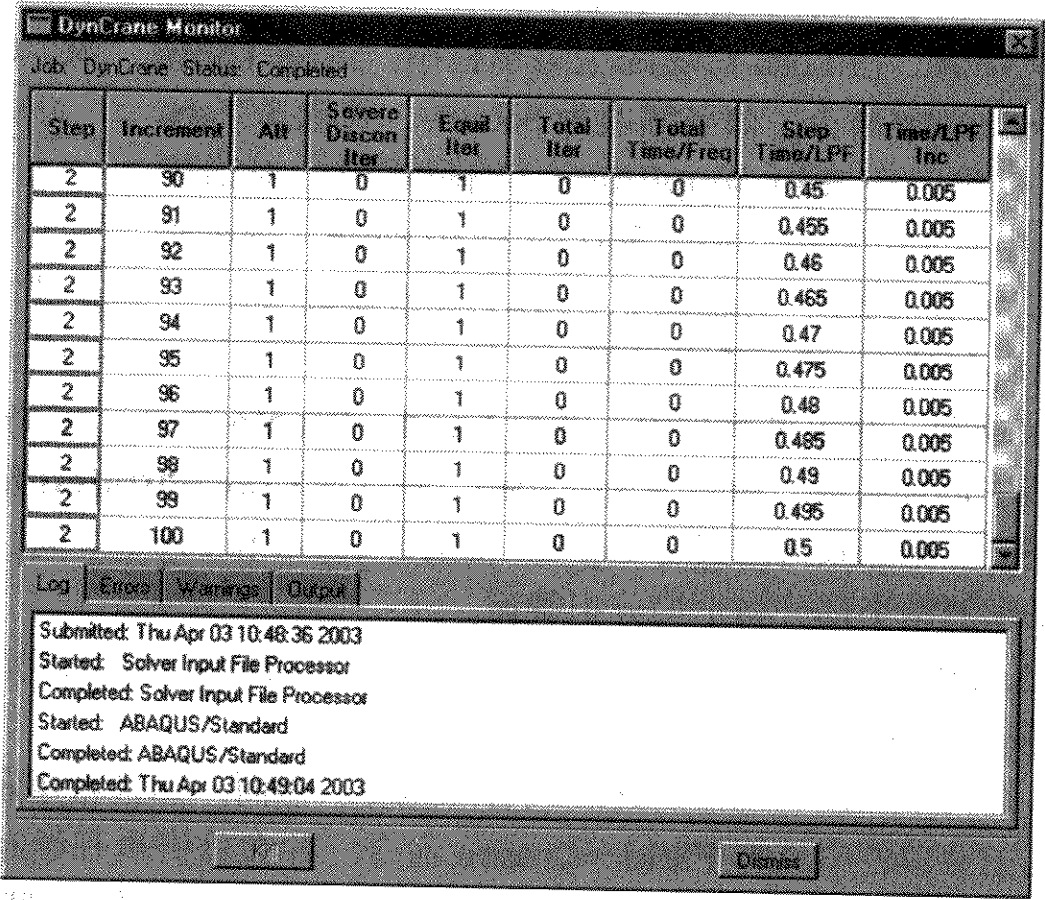 DynCrane Monitor
Job: DynCrane Status: Completed
Step Increment Att Severe Discon Iter Equil Iter Total Iter Total Time/Freq Step Time/LPF Time/LPF Inc
2 90 1 0 1 0 0 0.45 0.005
2 91 1 0 1 0 0 0.455 0.005
2 92 1 0 1 0 0 0.46 0.005
2 93 1 0 1 0 0 0.465 0.005
2 94 1 0 1 0 0 0.47 0.005
2 95 1 0 1 0 0 0.475 0.005
2 96 1 0 1 0 0 0.48 0.005
2 97 1 0 1 0 0 0.485 0.005
2 98 1 0 1 0 0 0.49 0.005
2 99 1 0 1 0 0 0.495 0.005
2 100 1 0 1 0 0 0.5 0.005
Log Errors Warnings Output
Submitted: Thu Apr 03 10:48:36 2003
Started: Solver Input File Processor
Completed: Solver Input File Processor
Started: ABAQUS/Standard
Completed: ABAQUS/Standard
Completed: Thu Apr 03 10:49:04 2003
Dismiss